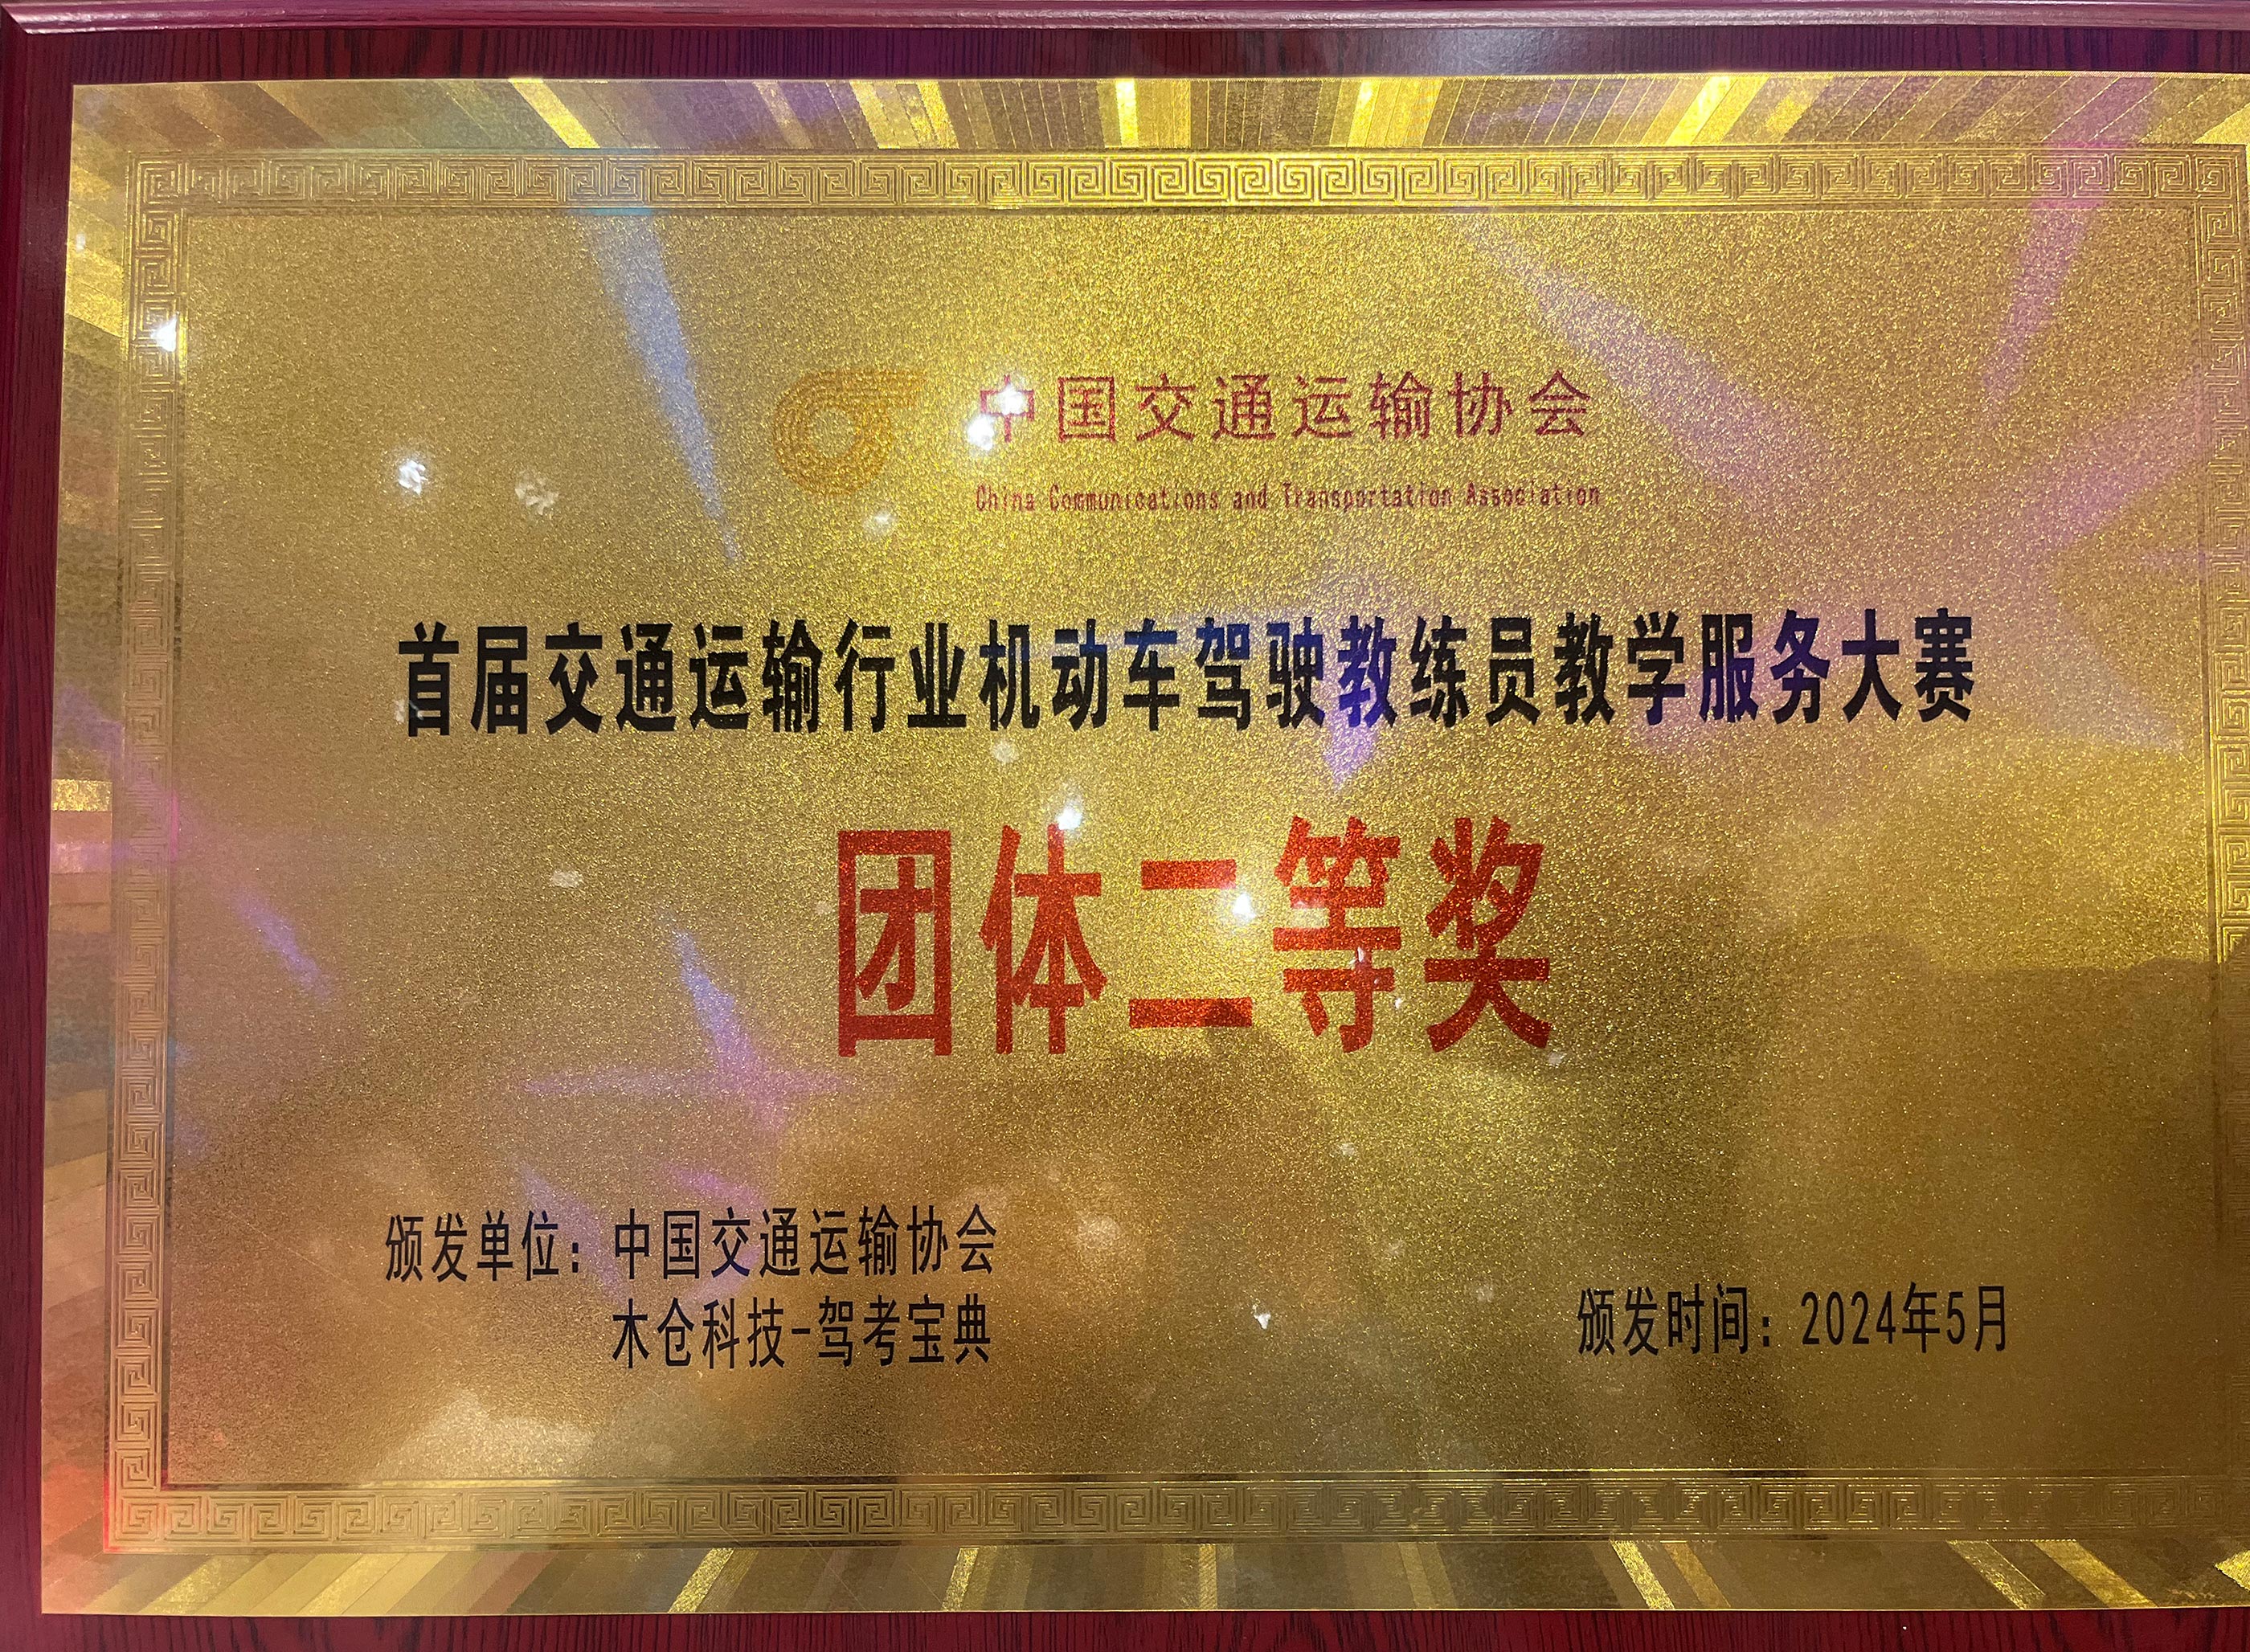 中国交通运输协会
China Communications and Transportation Association
首届交通运输行业机动车驾驶教练员教学服务大赛
团体二等奖
颁发单位：中国交通运输协会
木仓科技-驾考宝典
颁发时间：2024年5月